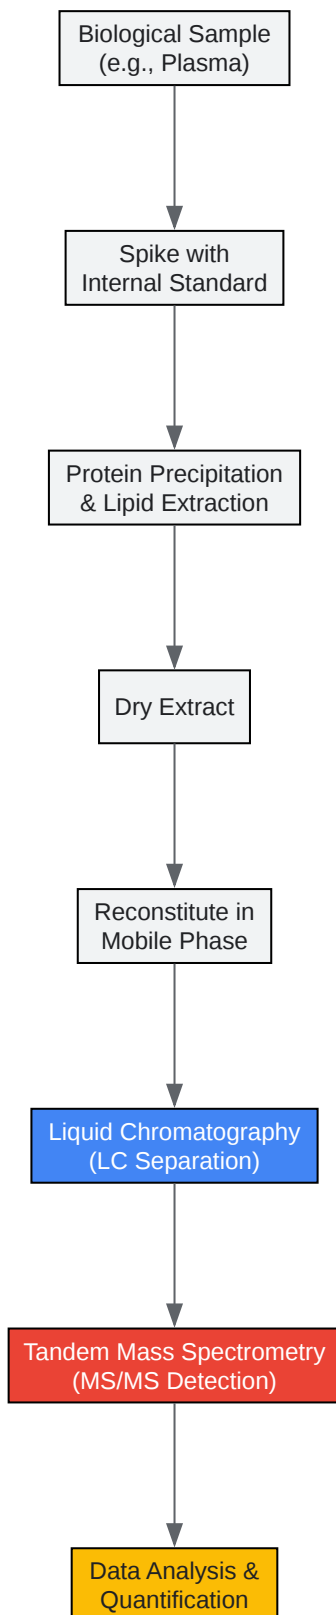 Biological Sample
(e.g., Plasma)
Spike with
Internal Standard
Protein Precipitation
& Lipid Extraction
Dry Extract
Reconstitute in
Mobile Phase
Liquid Chromatography
(LC Separation)
Tandem Mass Spectrometry
(MS/MS Detection)
Data Analysis &
Quantification